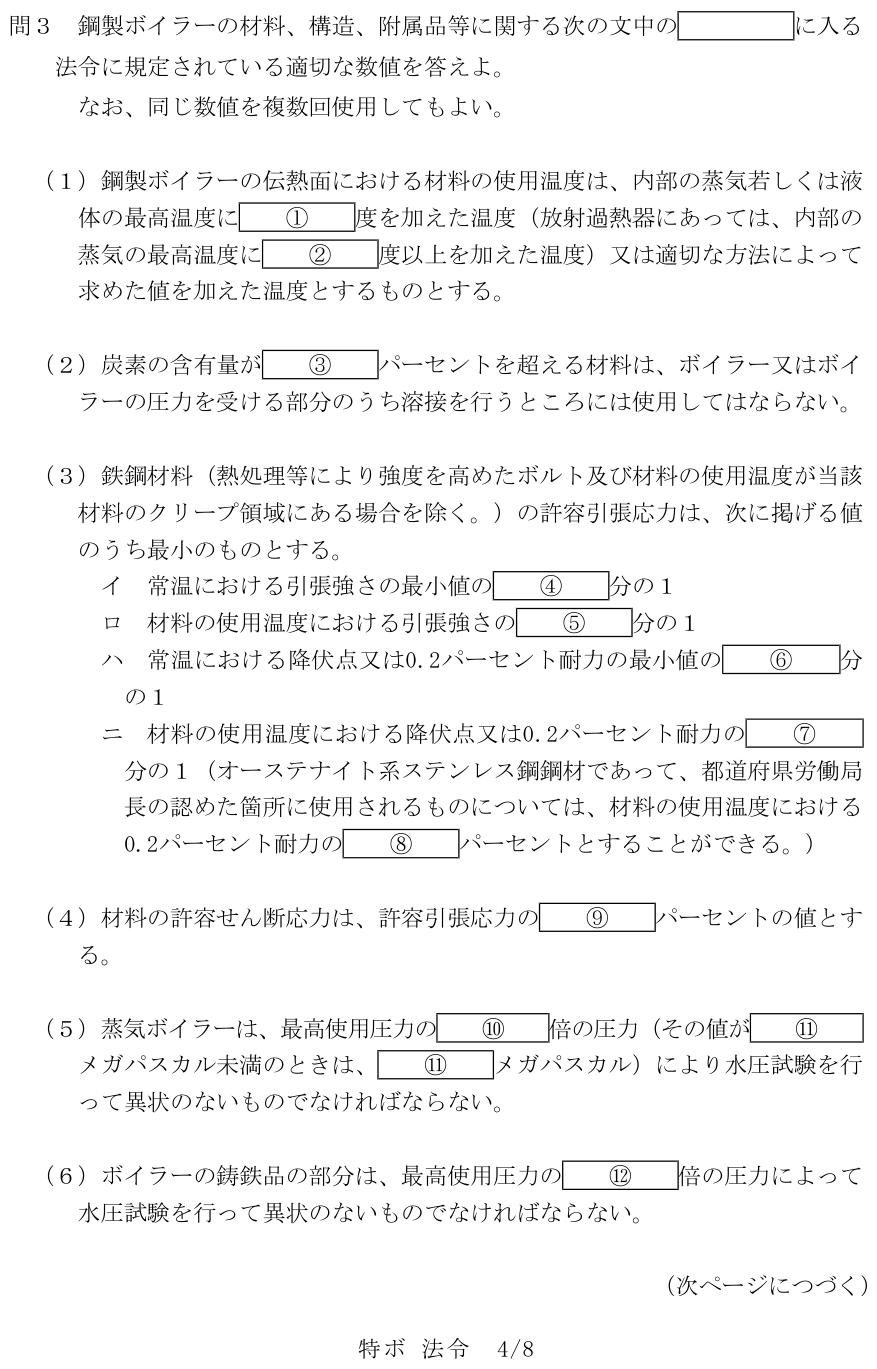 問３　鋼製ボイラーの材料、構造、附属品等に関する次の文中の　　　　　に入る
法令に規定されている適切な数値を答えよ。
なお、同じ数値を複数回使用してもよい。
（１）鋼製ボイラーの伝熱面における材料の使用温度は、内部の蒸気若しくは液
体の最高温度に　①　度を加えた温度（放射過熱器にあっては、内部の
蒸気の最高温度に　②　度以上を加えた温度）又は適切な方法によって
求めた値を加えた温度とするものとする。
（２）炭素の含有量が　③　パーセントを超える材料は、ボイラー又はボイ
ラーの圧力を受ける部分のうち溶接を行うところには使用してはならない。
（３）鉄鋼材料（熱処理等により強度を高めたボルト及び材料の使用温度が当該
材料のクリープ領域にある場合を除く。）の許容引張応力は、次に掲げる値
のうち最小のものとする。
イ　常温における引張強さの最小値の　④　分の１
ロ　材料の使用温度における引張強さの　⑤　分の１
ハ　常温における降伏点又は0.2パーセント耐力の最小値の　⑥　分
の１
ニ　材料の使用温度における降伏点又は0.2パーセント耐力の　⑦
分の１（オーステナイト系ステンレス鋼鋼材であって、都道府県労働局
長の認めた箇所に使用されるものについては、材料の使用温度における
0.2パーセント耐力の　⑧　パーセントとすることができる。）
（４）材料の許容せん断応力は、許容引張応力の　⑨　パーセントの値とす
る。
（５）蒸気ボイラーは、最高使用圧力の　⑩　倍の圧力（その値が　⑪
メガパスカル未満のときは、　⑪　メガパスカル）により水圧試験を行
って異状のないものでなければならない。
（６）ボイラーの鋳鉄品の部分は、最高使用圧力の　⑫　倍の圧力によって
水圧試験を行って異状のないものでなければならない。
（次ページにつづく）
特ボ 法令　4/8